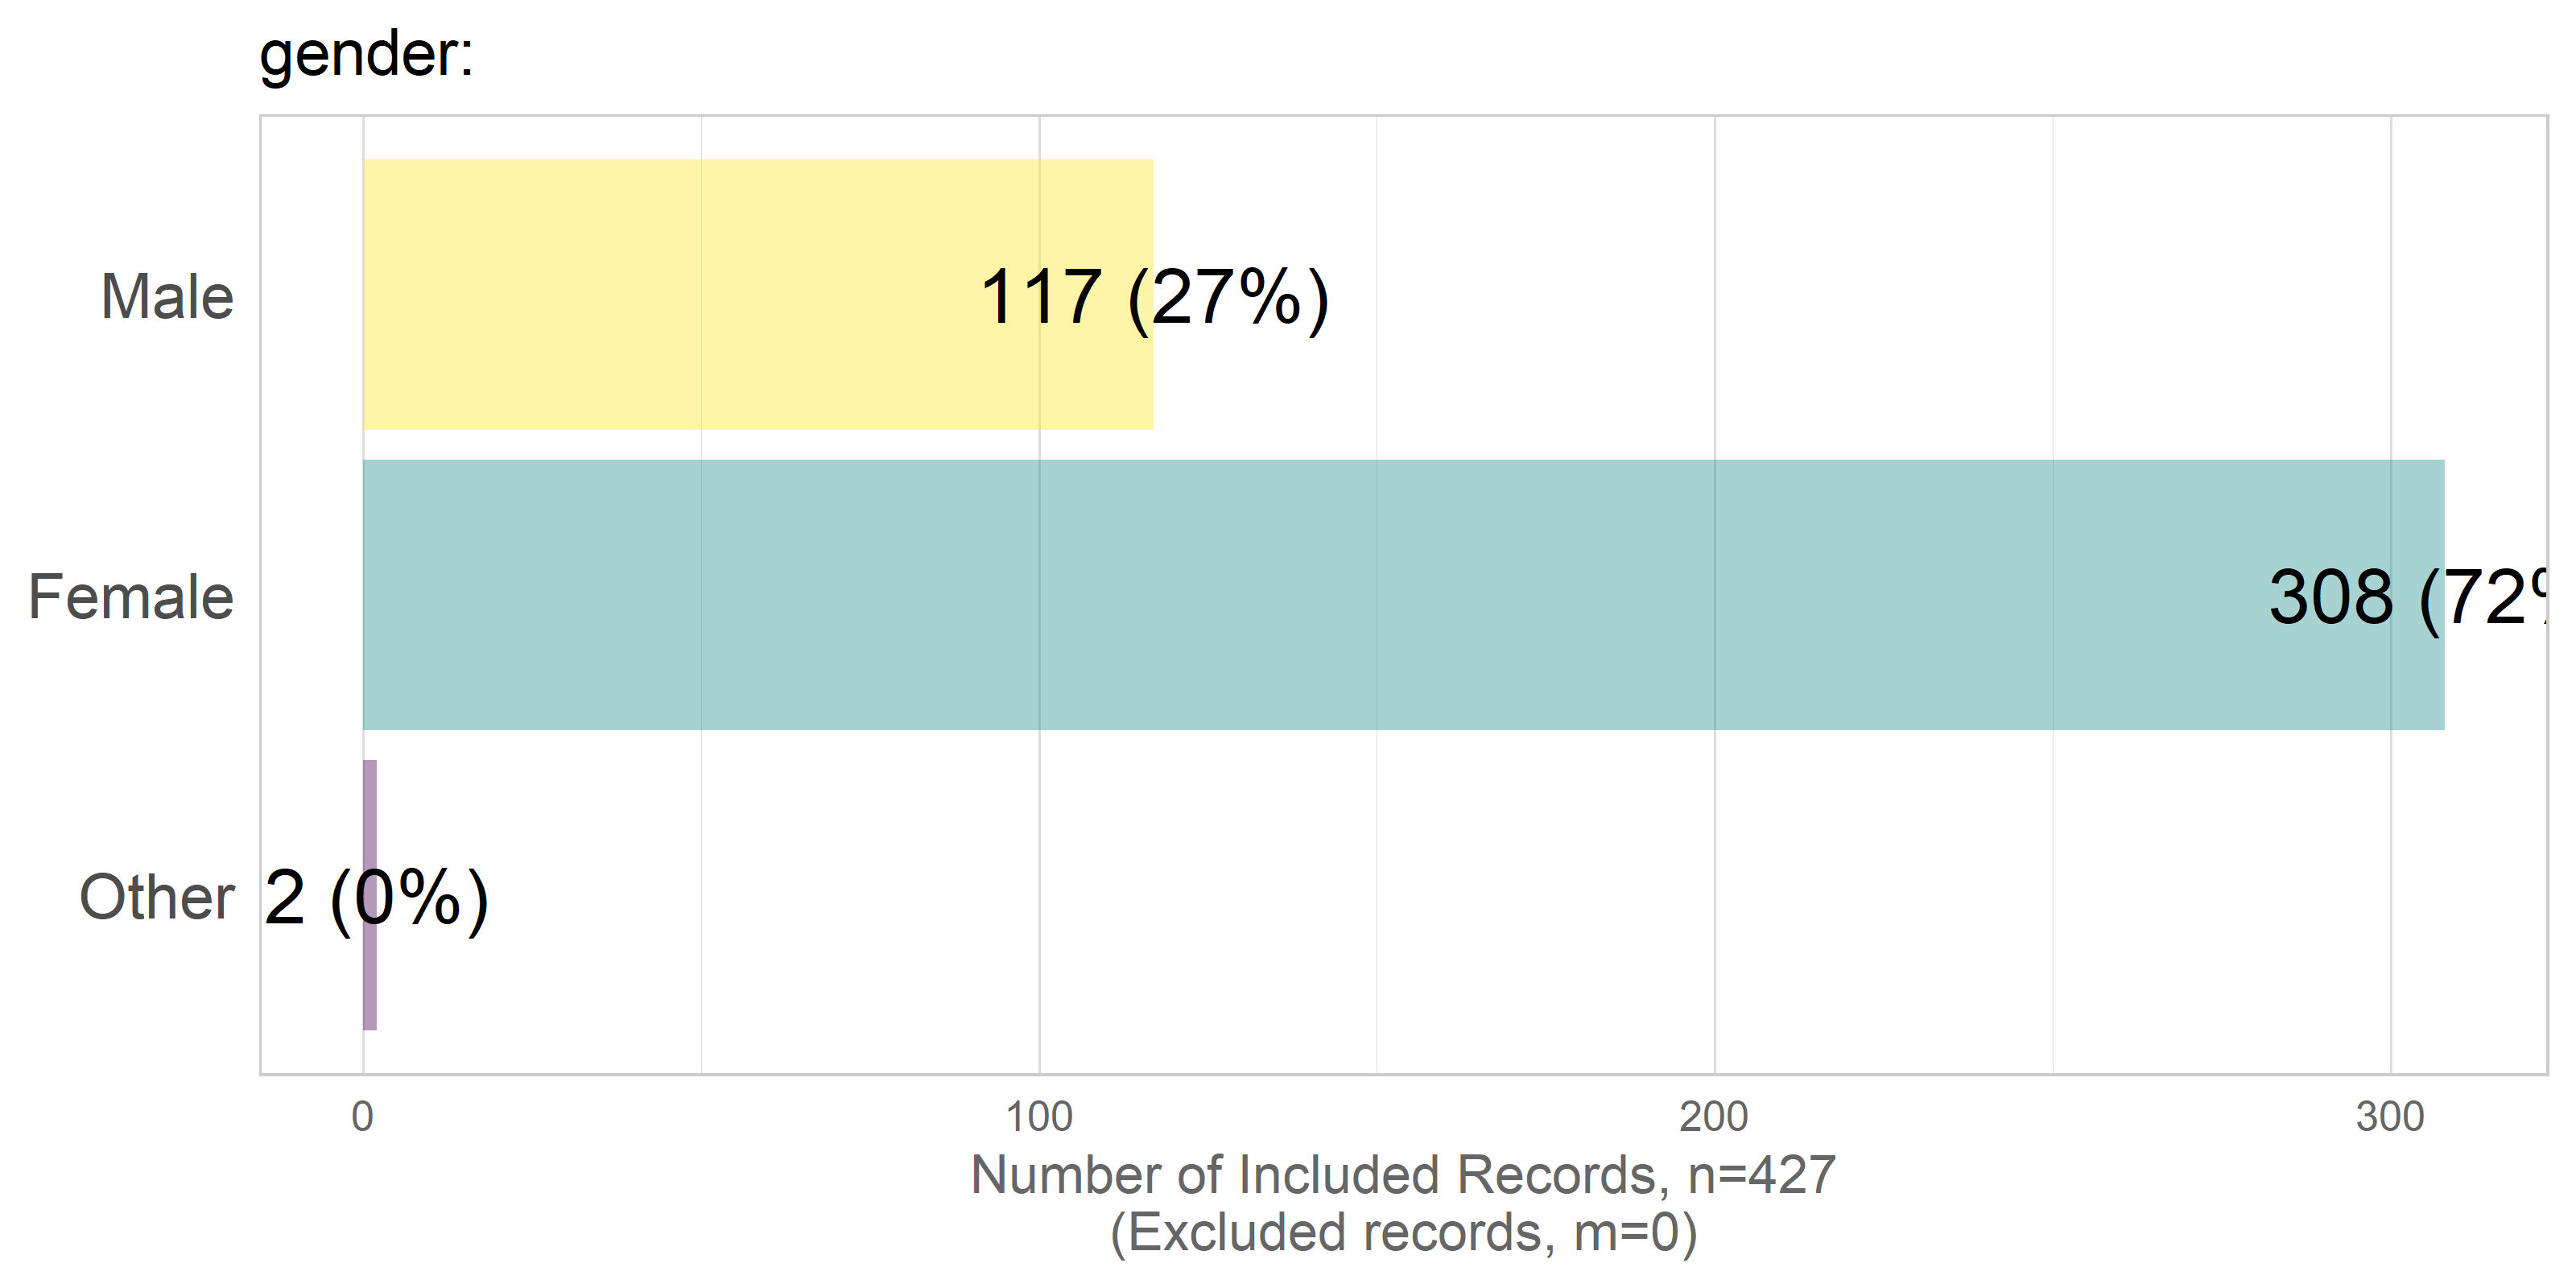 gender:
Male
117 (27%)
Female
308 (72%
Other
2 (0%)
0 100 200 300
Number of Included Records, n=427
(Excluded records, m=0)